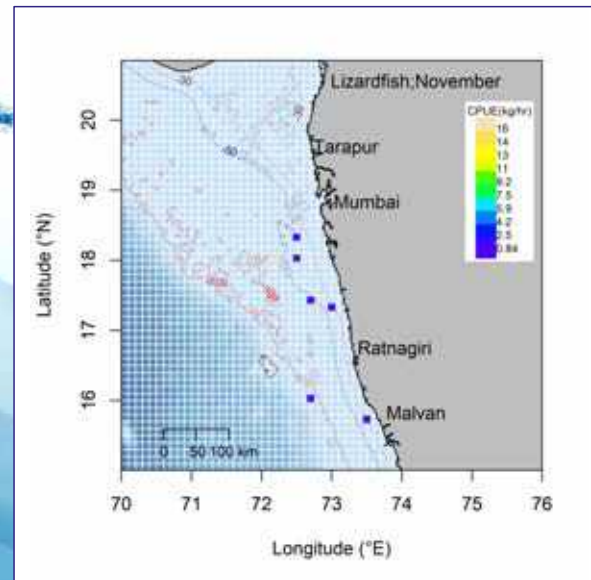 Lizardfish;November
CPUE(kg/hr)
16
14
13
11
9.2
7.5
5.9
4.2
2.5
0.84
Tarapur
Mumbai
Ratnagiri
Malvan
-50
0 50 100 km
20
19
18
17
16
Latitude (°N)
70 71 72 73 74 75 76
Longitude (°E)